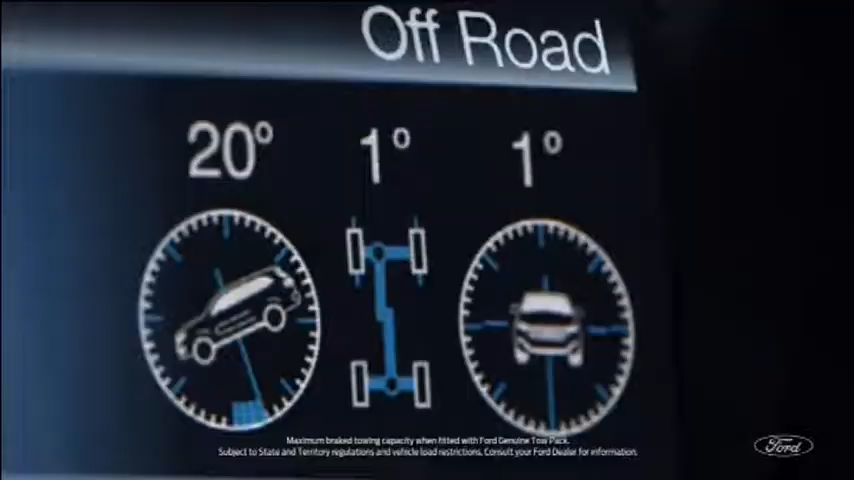 Off Road
20° 1° 1°
Maximum braked towing capacity when fitted with Ford Genuine Tow Pack.
Subject to State and Territory regulations and vehicle load restrictions. Consult your Ford Dealer for information.
Ford